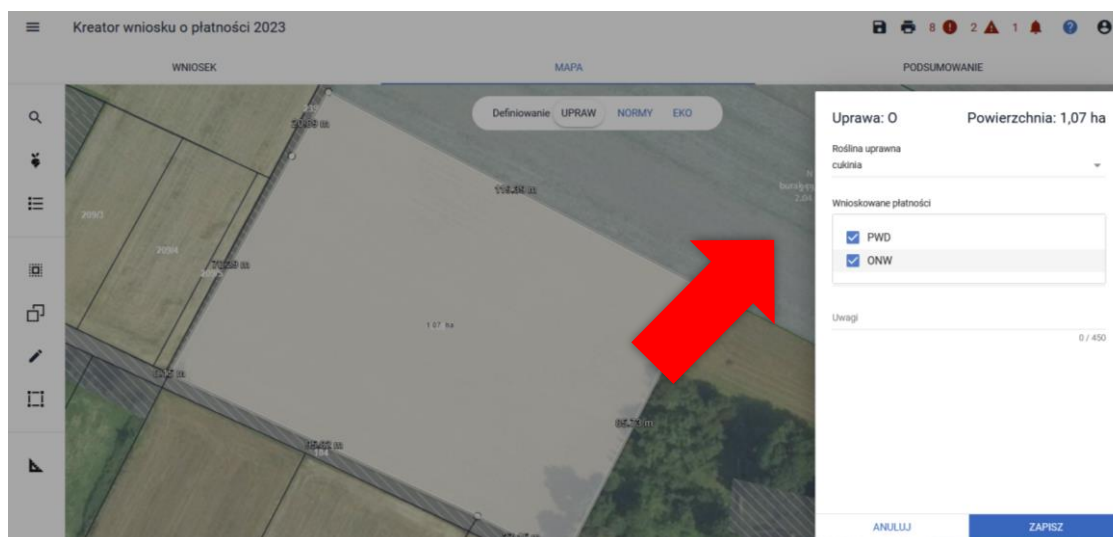 Kreator wniosku o płatności 2023
8
2
1
WNIOSEK
MAPA
PODSUMOWANIE
Definiowanie UPRAW NORMY EKO
Uprawa: O
Powierzchnia: 1,07 ha
Roślina uprawna
cukinia
Wnioskowane płatności
PWD
ONW
Uwagi
0 / 450
209/3
209/4
1.07 ha
184
ANULUJ
ZAPISZ